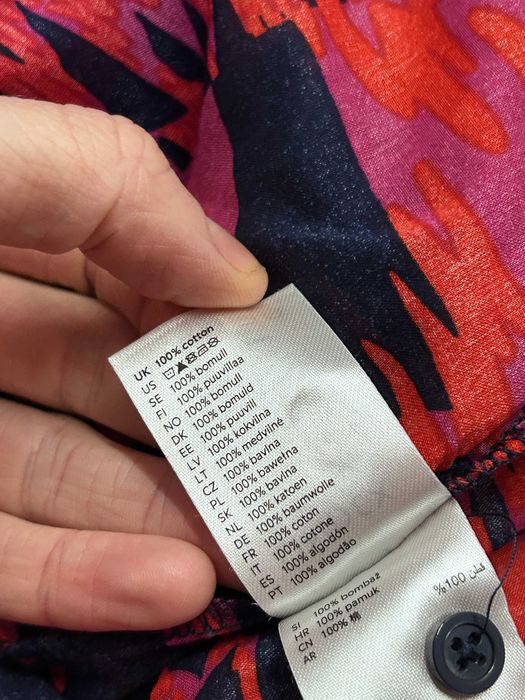 UK 100% cotton
US
SE 100% bomull
FI 100% puuvillaa
NO 100% bomull
DK 100% bomuld
EE 100% puuvill
LV 100% kokvilna
LT 100% medvilnė
CZ 100% bavlna
PL 100% bawełna
SK 100% bavlna
NL 100% katoen
DE 100% baumwolle
FR 100% coton
IT 100% cotone
ES 100% algodón
PT 100% algodão
SI 100% bombaž
HR 100% pamuk
CN 100% 棉
AR قطن 100%